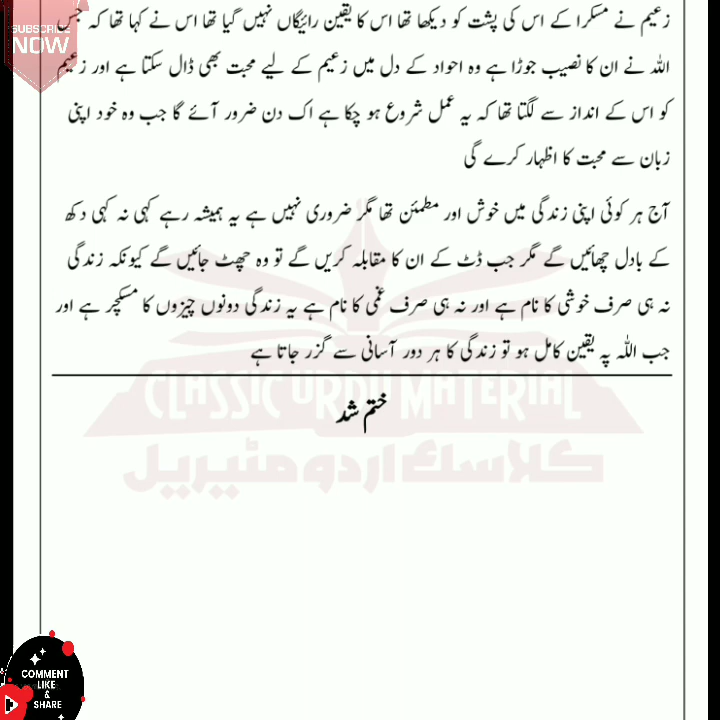 زعیم نے مسکرا کے اس کی پشت کو دیکھا تھا اس کا یقین رائیگاں نہیں گیا تھا اس نے کہا تھا کہ جس
اللہ نے ان کا نصیب جوڑا ہے وہ احواد کے دل میں زعیم کے لیے محبت بھی ڈال سکتا ہے اور زعیم
کو اس کے انداز سے لگتا تھا کہ یہ عمل شروع ہو چکا ہے اک دن ضرور آئے گا جب وہ خود اپنی
زبان سے محبت کا اظہار کرے گی
آج ہر کوئی اپنی زندگی میں خوش اور مطمئن تھا مگر ضروری نہیں ہے یہ ہمیشہ رہے کہی نہ کہی دکھ
کے بادل چھائیں گے مگر جب ڈٹ کے ان کا مقابلہ کریں گے تو وہ چھٹ جائیں گے کیونکہ زندگی
نہ ہی صرف خوشی کا نام ہے اور نہ ہی صرف غمی کا نام ہے یہ زندگی دونوں چیزوں کا مسکچر ہے اور
جب اللہ پہ یقین کامل ہو تو زندگی کا ہر دور آسانی سے گزر جاتا ہے
ختم شد
CLASSIC URDU MATERIAL
کلاسک اردو مٹیریل
SUBSCRIBE
NOW
COMMENT
LIKE
&
SHARE